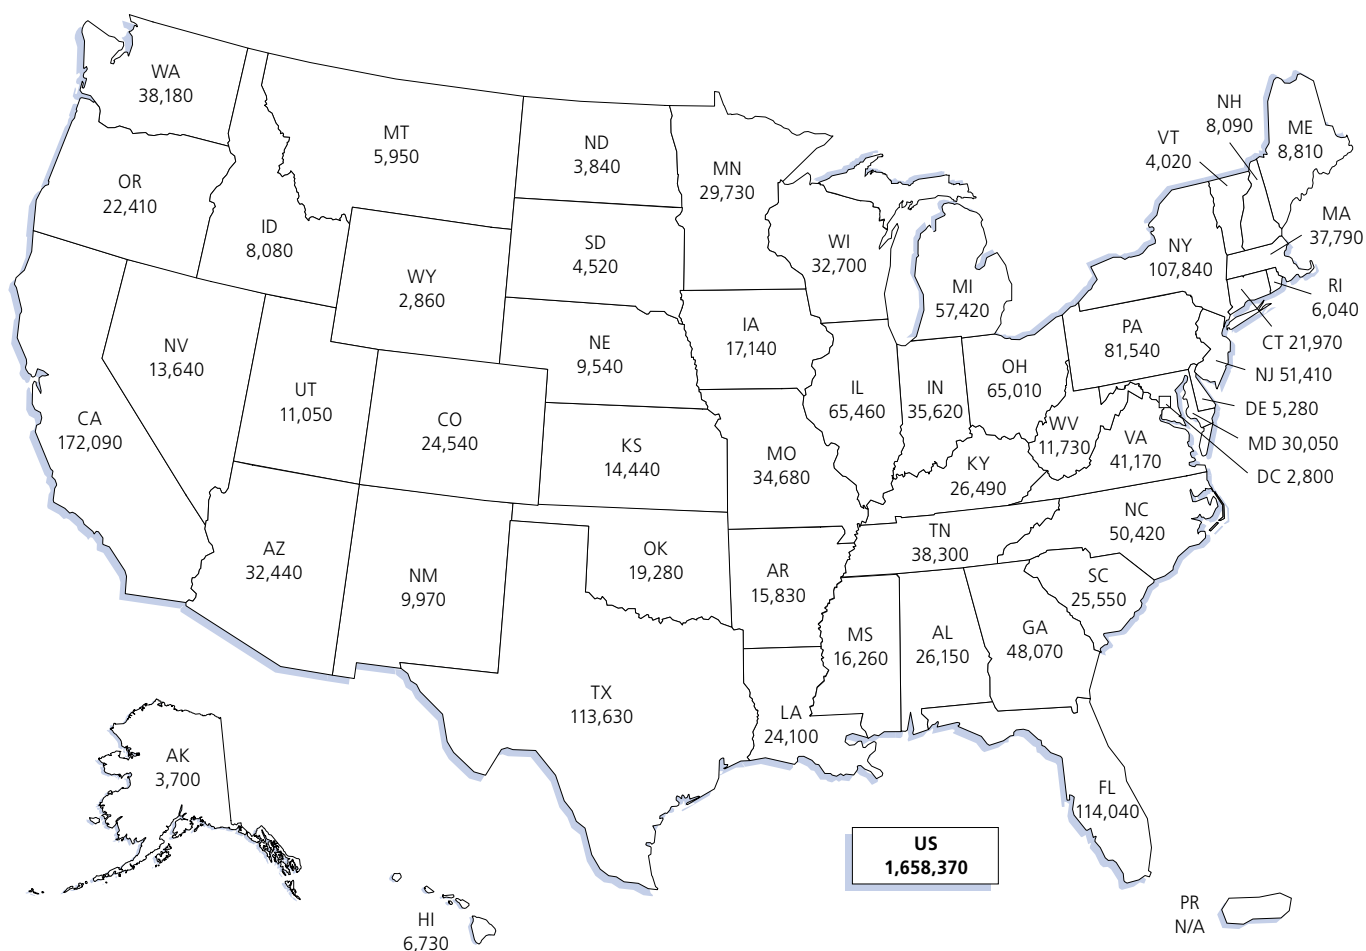 WA
38,180
MT
5,950
ND
3,840
MN
29,730
NH
8,090
VT
4,020
ME
8,810
OR
22,410
ID
8,080
SD
4,520
WI
32,700
MA
37,790
NY
107,840
WY
2,860
MI
57,420
RI
6,040
IA
17,140
PA
81,540
CT 21,970
NV
13,640
NE
9,540
OH
65,010
NJ 51,410
UT
11,050
IL
65,460
IN
35,620
DE 5,280
CA
172,090
CO
24,540
WV
11,730
VA
41,170
MD 30,050
KS
14,440
MO
34,680
KY
26,490
DC 2,800
NC
50,420
TN
38,300
AZ
32,440
OK
19,280
NM
9,970
AR
15,830
SC
25,550
MS
16,260
AL
26,150
GA
48,070
TX
113,630
LA
24,100
AK
3,700
FL
114,040
US
1,658,370
HI
6,730
PR
N/A